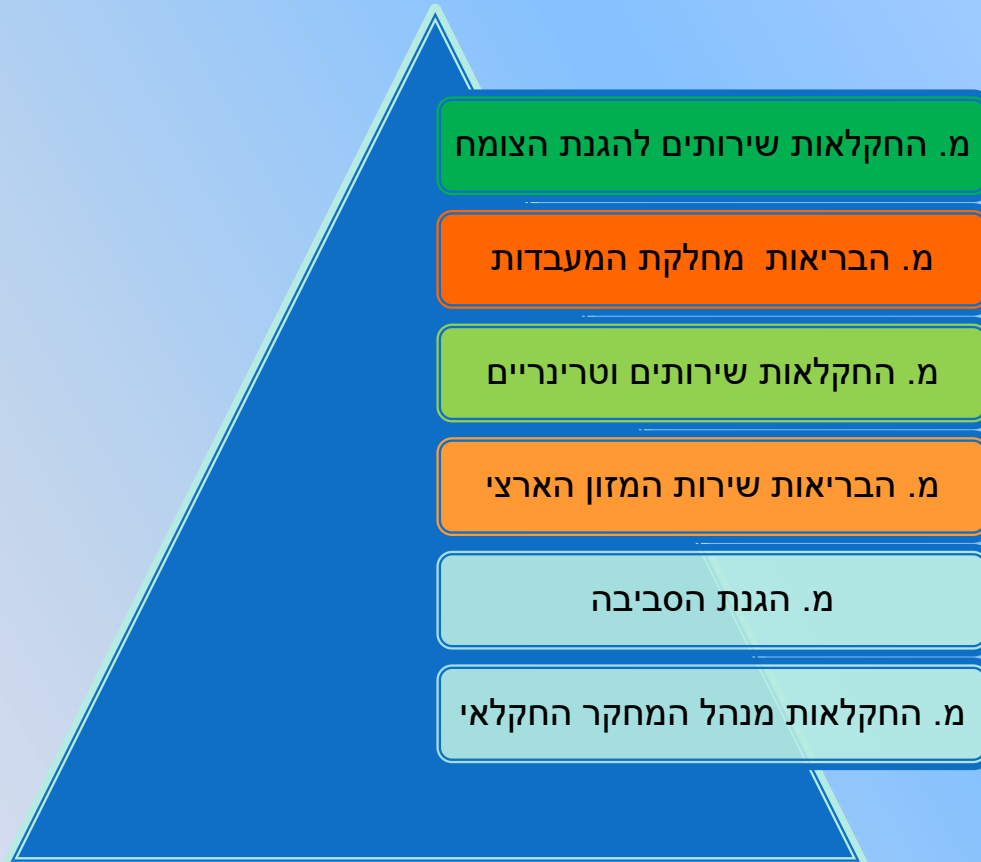 מ. החקלאות שירותים להגנת הצומח
מ. הבריאות  מחלקת המעבדות
מ. החקלאות שירותים וטרינריים
מ. הבריאות שירות המזון הארצי
מ. הגנת הסביבה
מ. החקלאות מנהל המחקר החקלאי